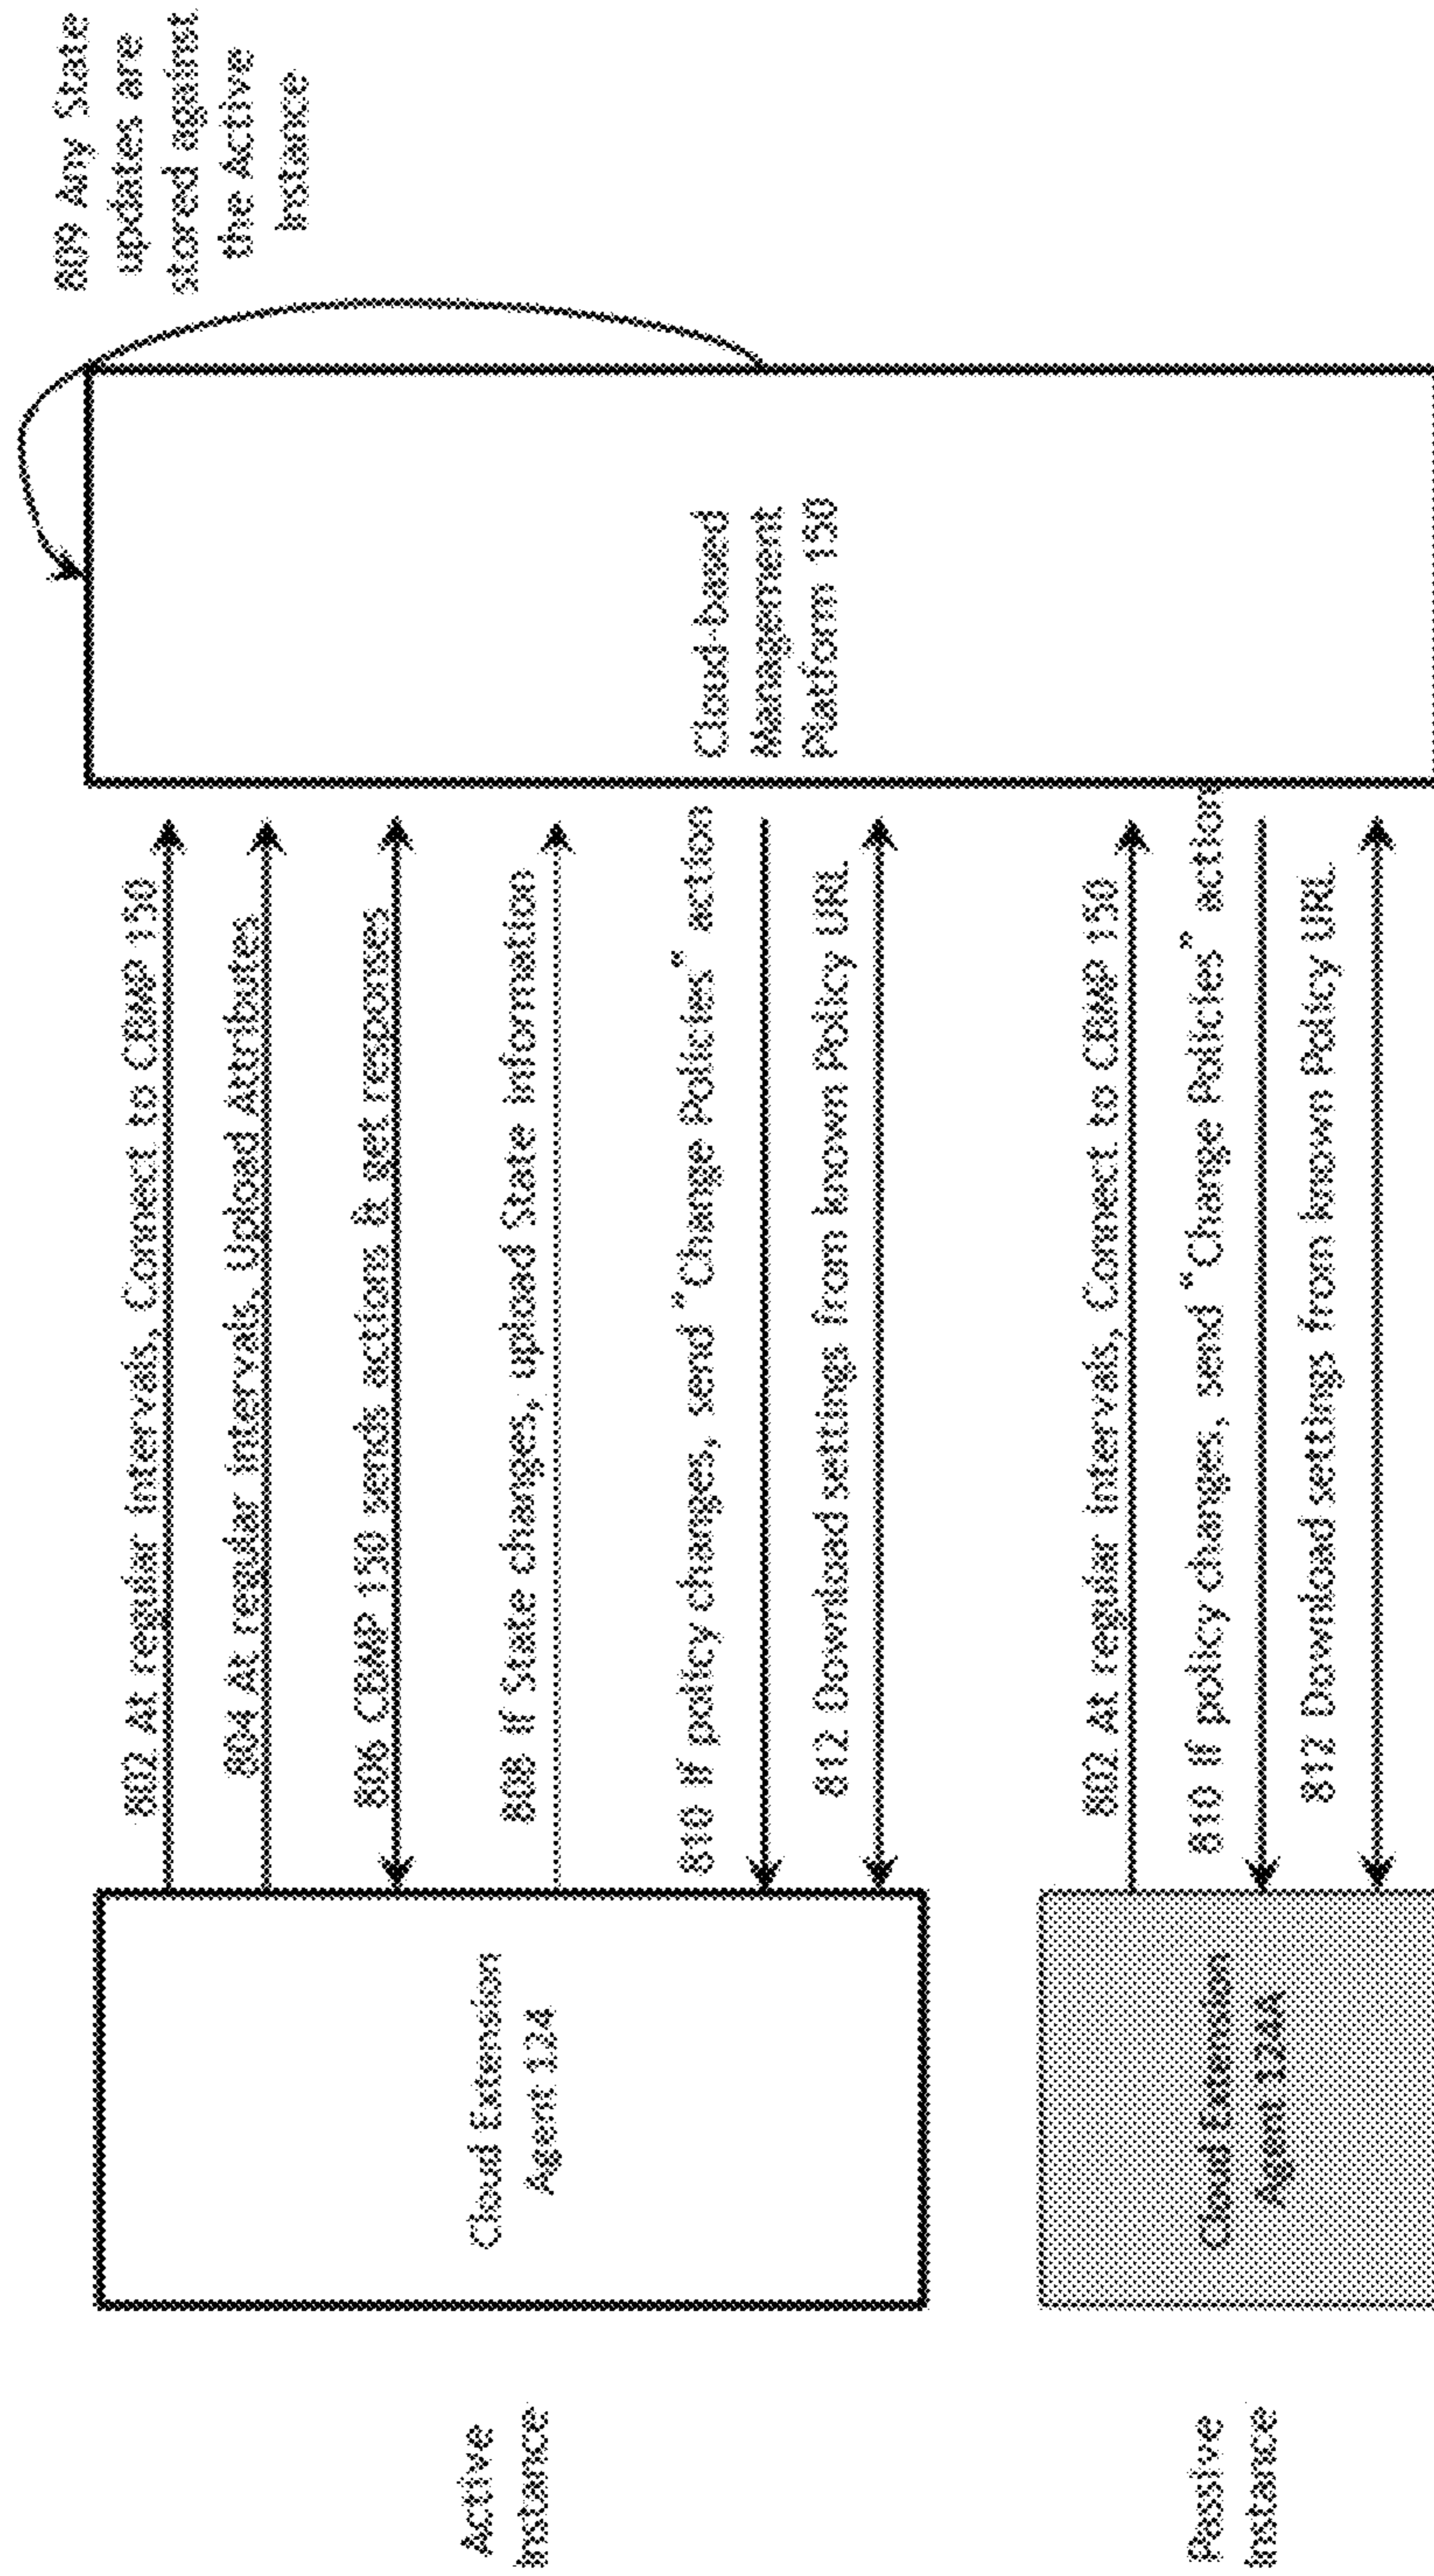 809 Any State
updates are
stored against
the Active
Instance
802 At regular intervals, Connect to CBMP 150
804 At regular intervals, Upload Attributes
806 CBMP 150 sends actions & get responses
808 If State changes, upload State information
810 If policy changes, send "Change Policies" action
812 Download settings from known Policy URL
Cloud-based
Management
Platform 150
Cloud Extension
Agent 124
Active
Instance
802 At regular intervals, Connect to CBMP 150
810 If policy changes, send "Change Policies" action
812 Download settings from known Policy URL
Cloud Extension
Agent 124A
Passive
Instance